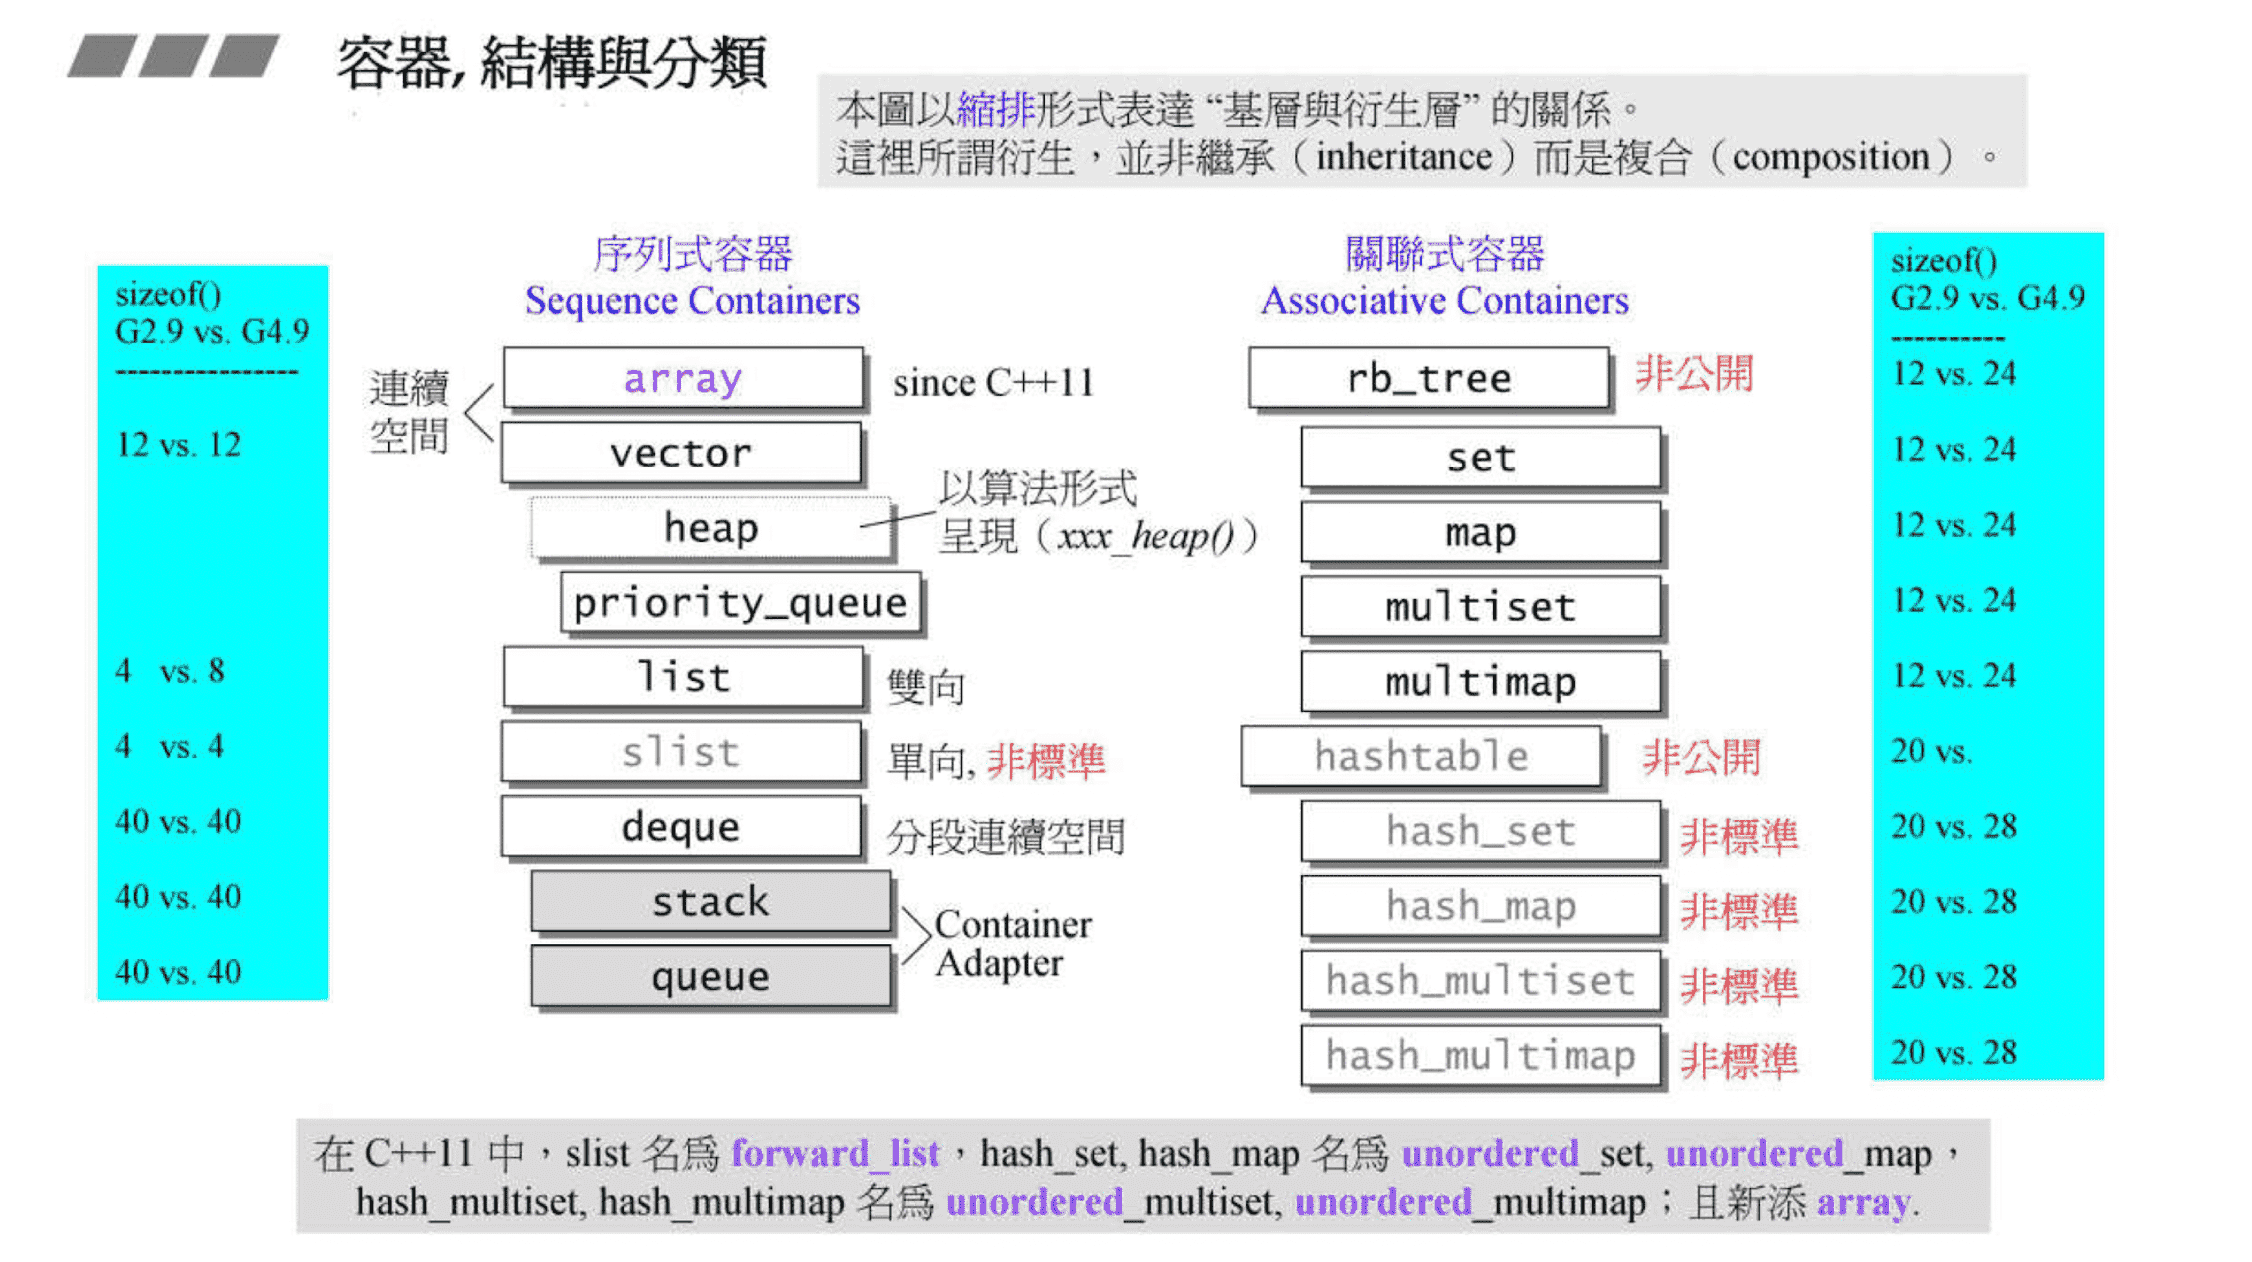 容器, 結構與分類
本圖以縮排形式表達 “基層與衍生層” 的關係。
這裡所謂衍生，並非繼承（inheritance）而是複合（composition）。
sizeof()
G2.9 vs. G4.9
----------------
12 vs. 12
4 vs. 8
4 vs. 4
40 vs. 40
40 vs. 40
40 vs. 40
序列式容器
Sequence Containers
連續
空間
array
since C++11
vector
heap
以算法形式
呈現（xxx_heap()）
priority_queue
list
雙向
slist
單向, 非標準
deque
分段連續空間
stack
queue
Container
Adapter
關聯式容器
Associative Containers
rb_tree
非公開
set
map
multiset
multimap
hashtable
非公開
hash_set
非標準
hash_map
非標準
hash_multiset
非標準
hash_multimap
非標準
sizeof()
G2.9 vs. G4.9
----------
12 vs. 24
12 vs. 24
12 vs. 24
12 vs. 24
12 vs. 24
20 vs.
20 vs. 28
20 vs. 28
20 vs. 28
20 vs. 28
在 C++11 中，slist 名爲 forward_list，hash_set, hash_map 名爲 unordered_set, unordered_map，
hash_multiset, hash_multimap 名爲 unordered_multiset, unordered_multimap；且新添 array.